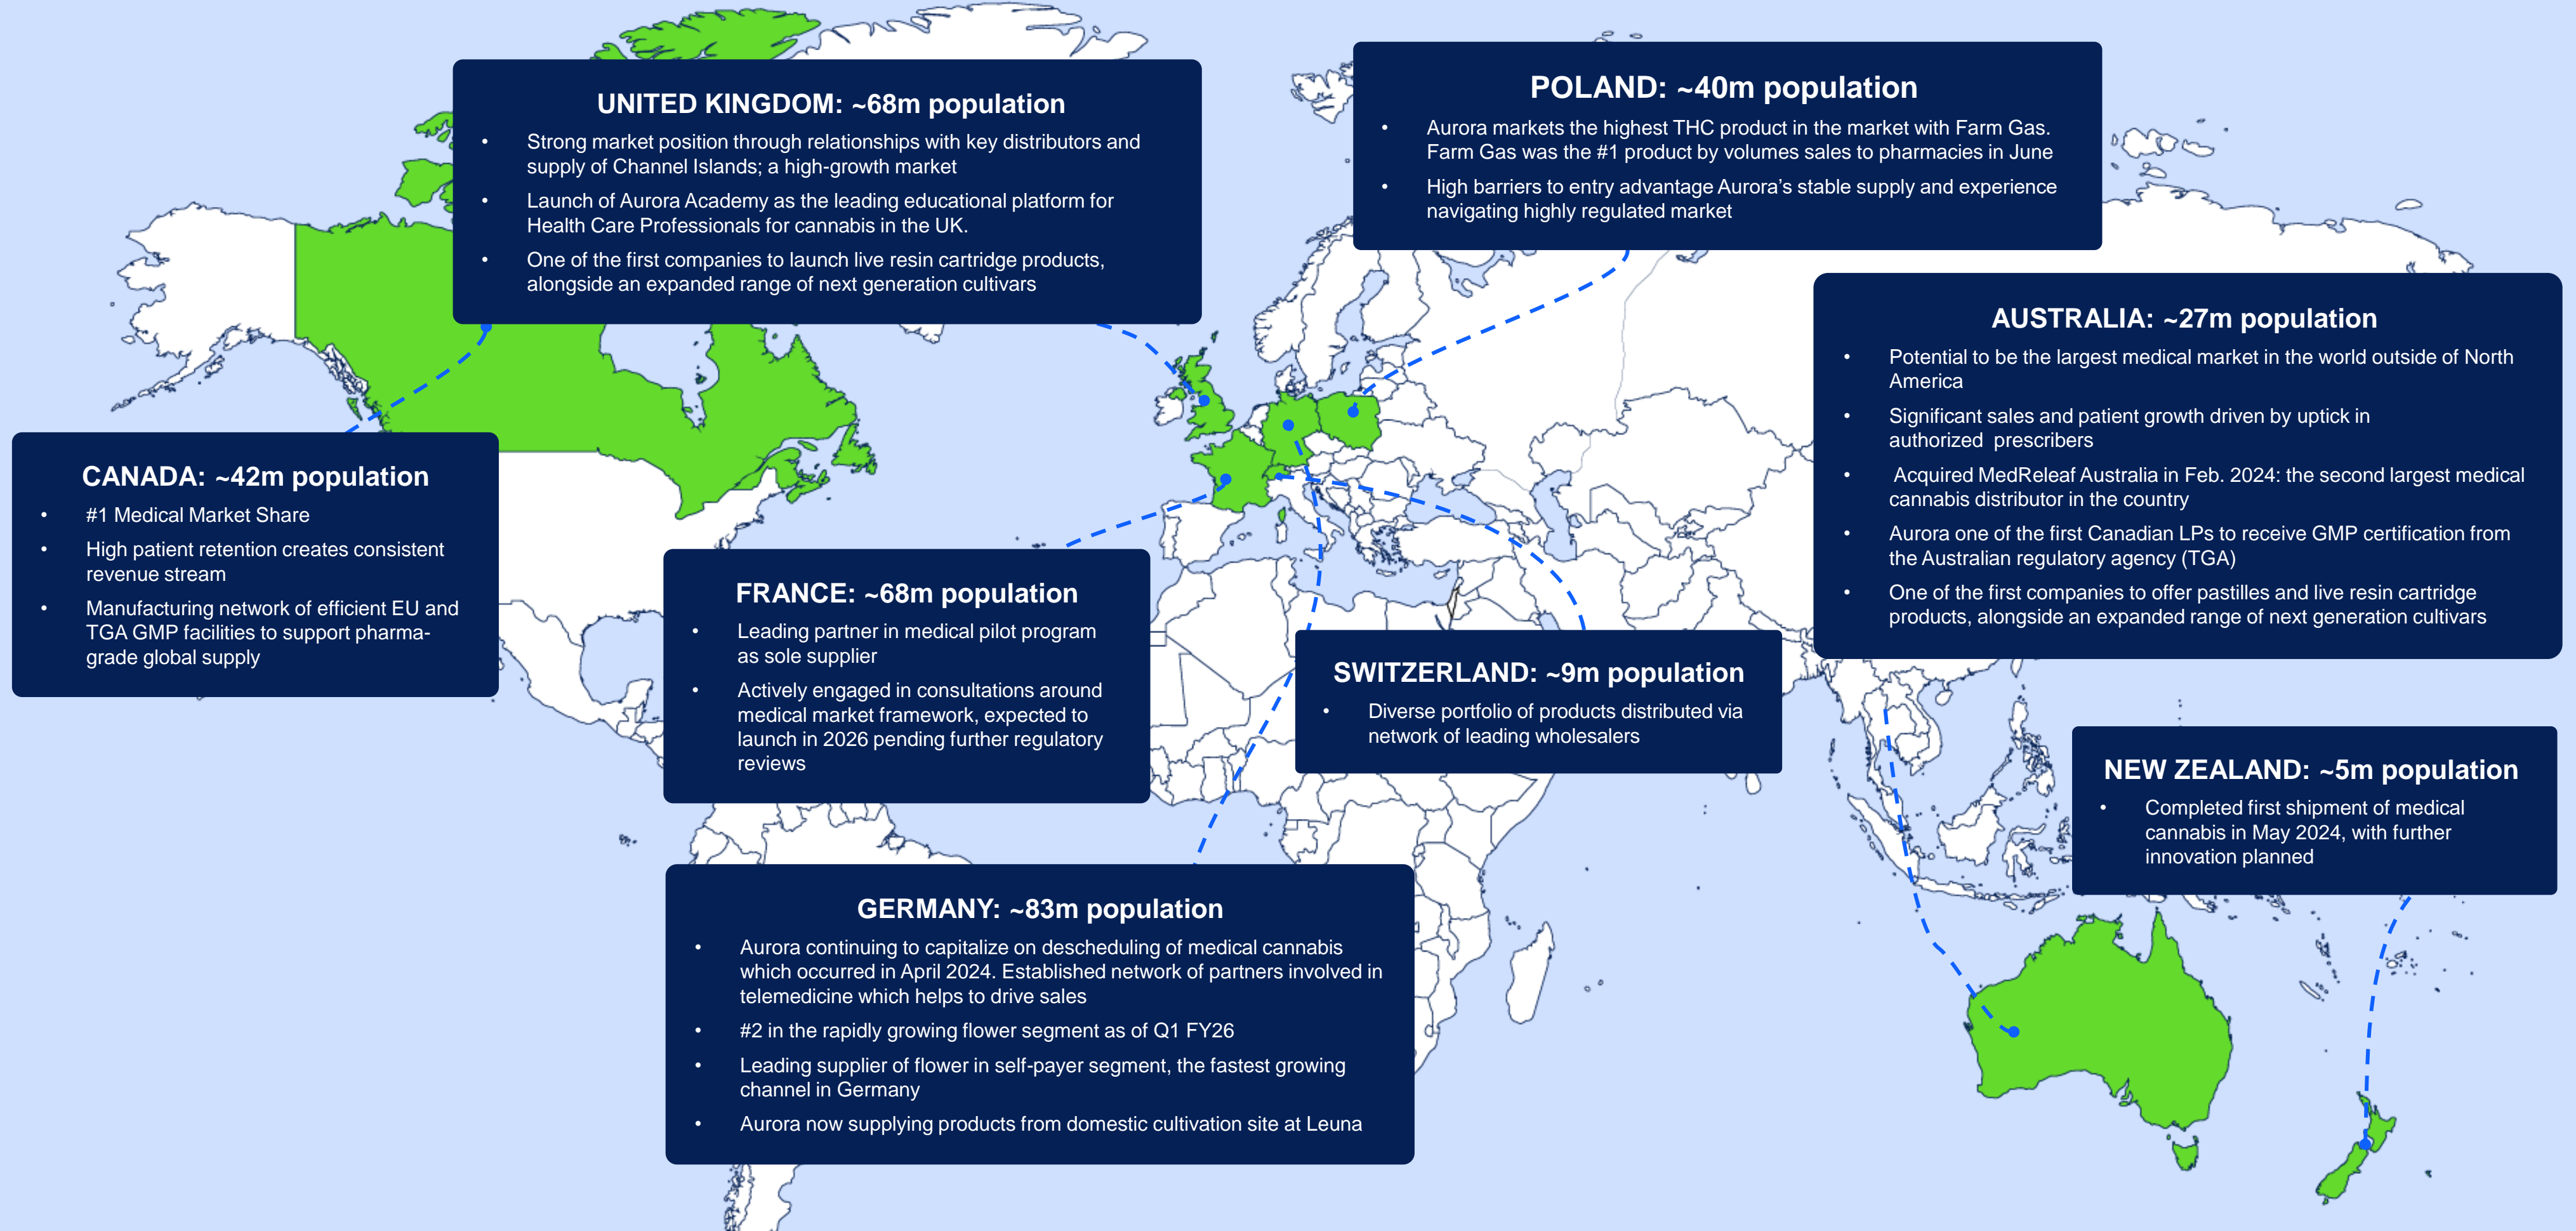 UNITED KINGDOM: ~68m population
• Strong market position through relationships with key distributors and
supply of Channel Islands; a high-growth market
• Launch of Aurora Academy as the leading educational platform for
Health Care Professionals for cannabis in the UK.
• One of the first companies to launch live resin cartridge products,
alongside an expanded range of next generation cultivars
POLAND: ~40m population
• Aurora markets the highest THC product in the market with Farm Gas.
Farm Gas was the #1 product by volumes sales to pharmacies in June
• High barriers to entry advantage Aurora’s stable supply and experience
navigating highly regulated market
AUSTRALIA: ~27m population
• Potential to be the largest medical market in the world outside of North
America
• Significant sales and patient growth driven by uptick in
authorized  prescribers
• Acquired MedReleaf Australia in Feb. 2024: the second largest medical
cannabis distributor in the country
• Aurora one of the first Canadian LPs to receive GMP certification from
the Australian regulatory agency (TGA)
• One of the first companies to offer pastilles and live resin cartridge
products, alongside an expanded range of next generation cultivars
CANADA: ~42m population
• #1 Medical Market Share
• High patient retention creates consistent
revenue stream
• Manufacturing network of efficient EU and
TGA GMP facilities to support pharma-
grade global supply
FRANCE: ~68m population
• Leading partner in medical pilot program
as sole supplier
• Actively engaged in consultations around
medical market framework, expected to
launch in 2026 pending further regulatory
reviews
SWITZERLAND: ~9m population
• Diverse portfolio of products distributed via
network of leading wholesalers
NEW ZEALAND: ~5m population
• Completed first shipment of medical
cannabis in May 2024, with further
innovation planned
GERMANY: ~83m population
• Aurora continuing to capitalize on descheduling of medical cannabis
which occurred in April 2024. Established network of partners involved in
telemedicine which helps to drive sales
• #2 in the rapidly growing flower segment as of Q1 FY26
• Leading supplier of flower in self-payer segment, the fastest growing
channel in Germany
• Aurora now supplying products from domestic cultivation site at Leuna